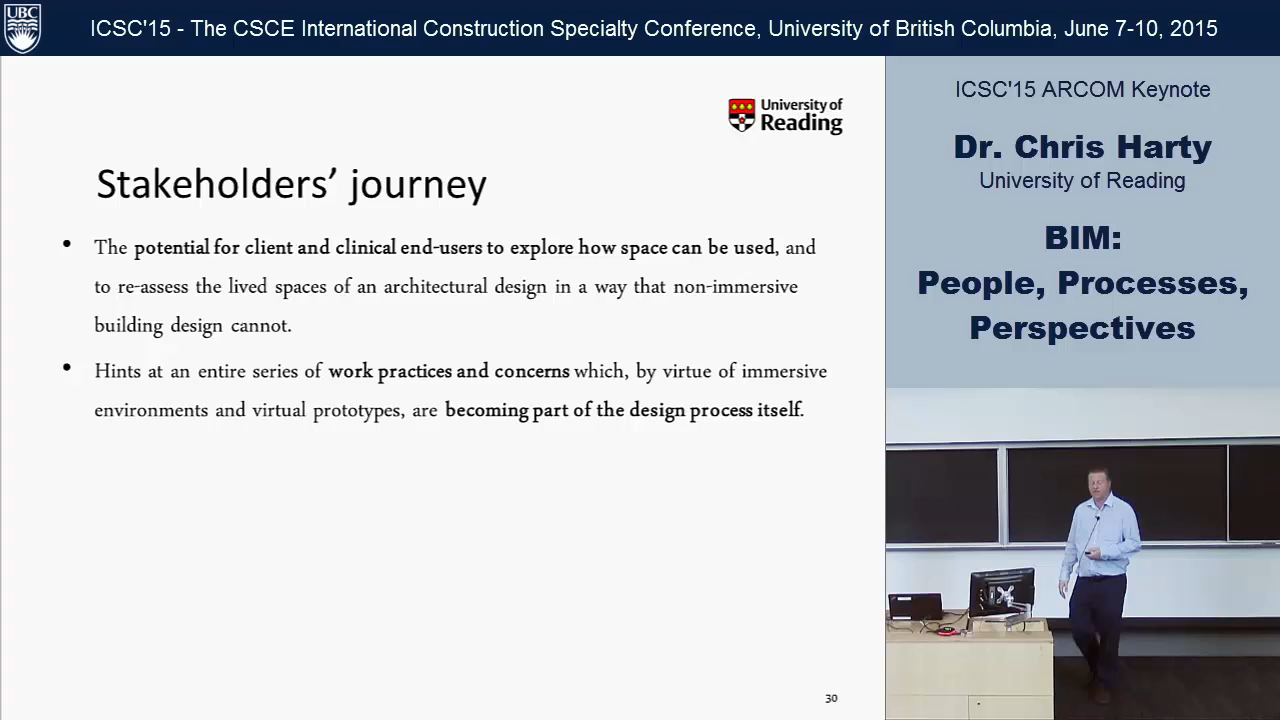 UBC
ICSC'15 - The CSCE International Construction Specialty Conference, University of British Columbia, June 7-10, 2015
University of
Reading
Stakeholders’ journey
• The potential for client and clinical end-users to explore how space can be used, and
to re-assess the lived spaces of an architectural design in a way that non-immersive
building design cannot.
• Hints at an entire series of work practices and concerns which, by virtue of immersive
environments and virtual prototypes, are becoming part of the design process itself.
30
ICSC'15 ARCOM Keynote
Dr. Chris Harty
University of Reading
BIM:
People, Processes,
Perspectives